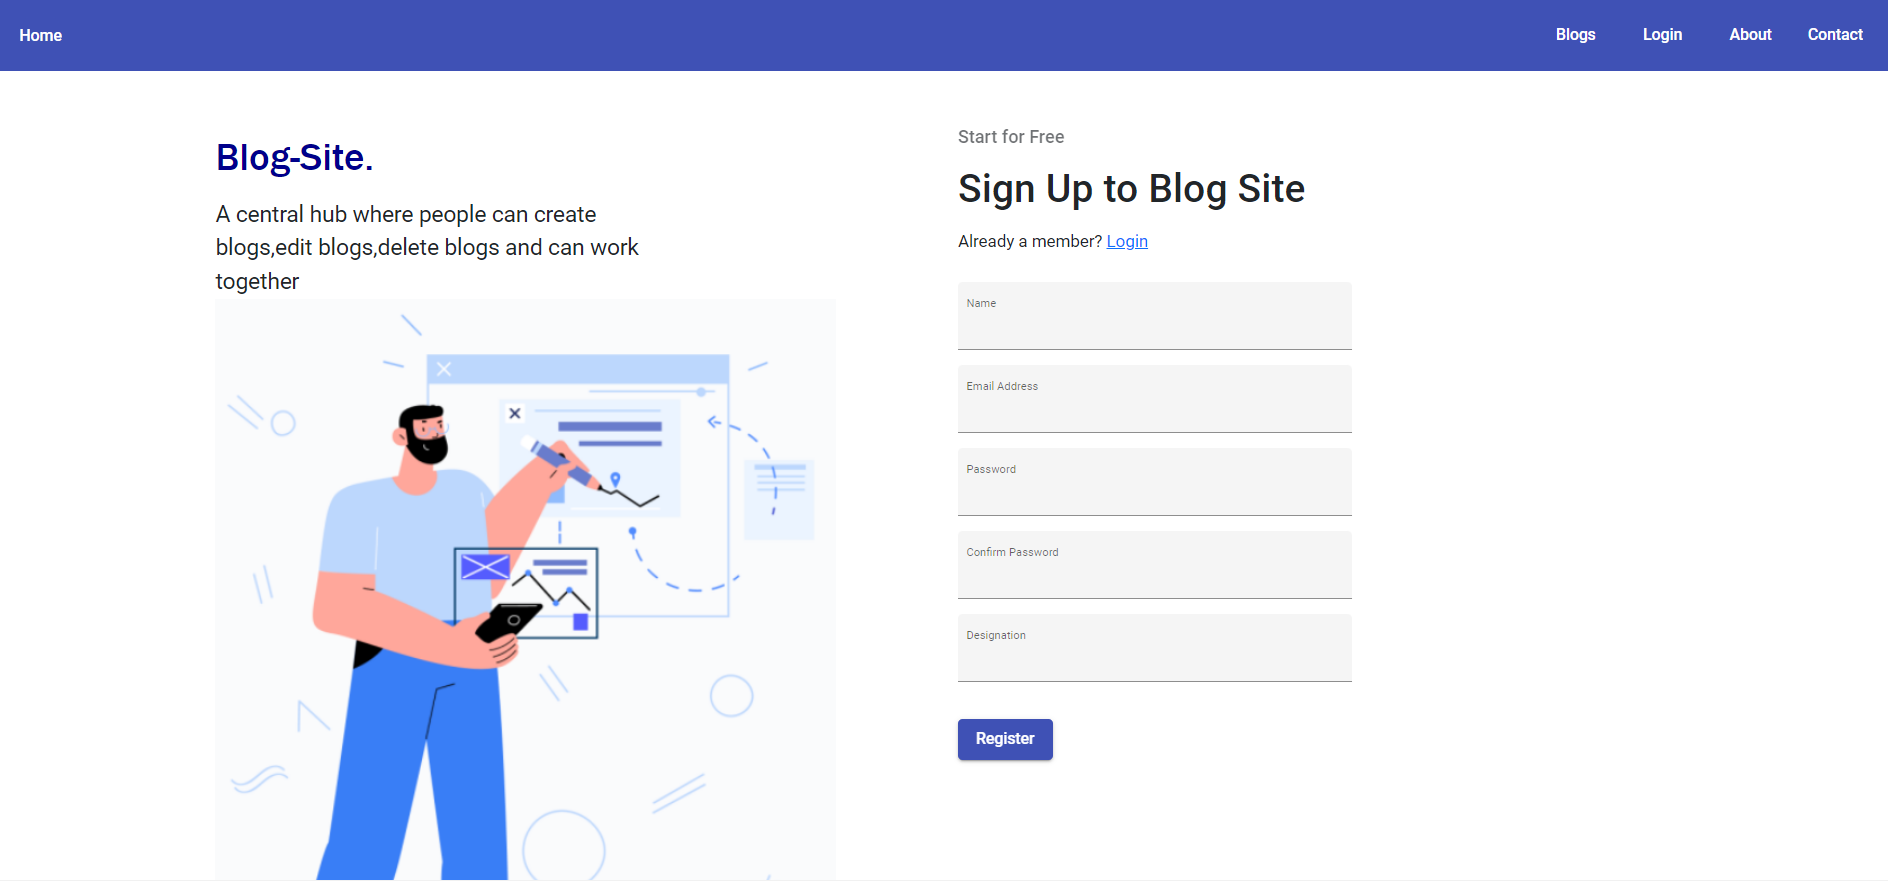 Home
Blogs
Login
About
Contact
Blog-Site.
A central hub where people can create
blogs,edit blogs,delete blogs and can work
together
Start for Free
Sign Up to Blog Site
Already a member? Login
Name
Email Address
Password
Confirm Password
Designation
Register